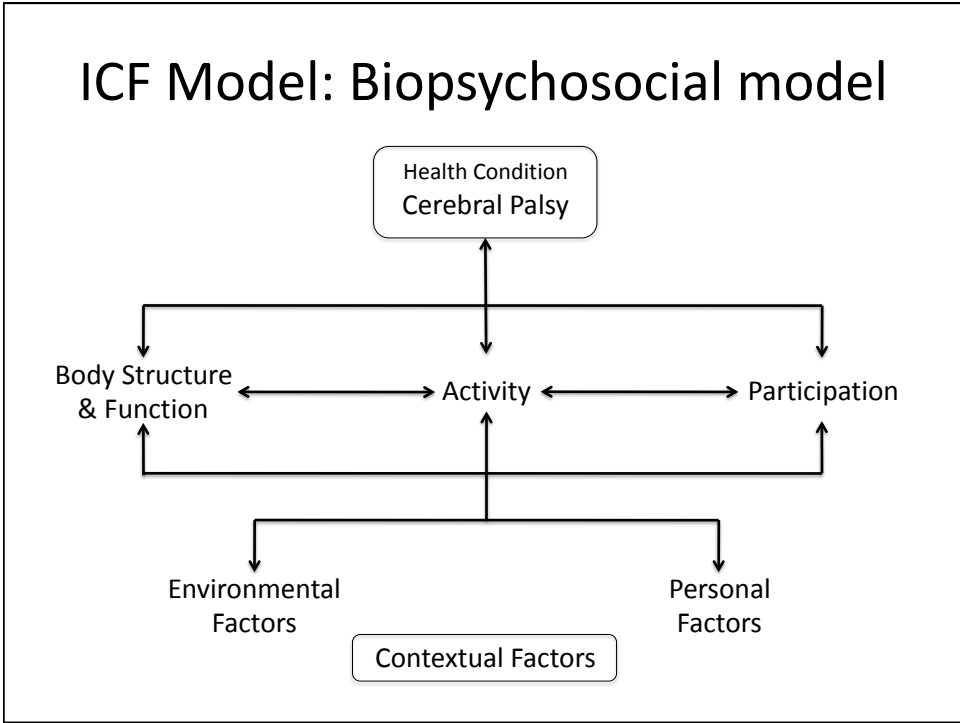 ICF Model: Biopsychosocial model
Health Condition
Cerebral Palsy
Body Structure
& Function
Activity
Participation
Environmental
Factors
Personal
Factors
Contextual Factors